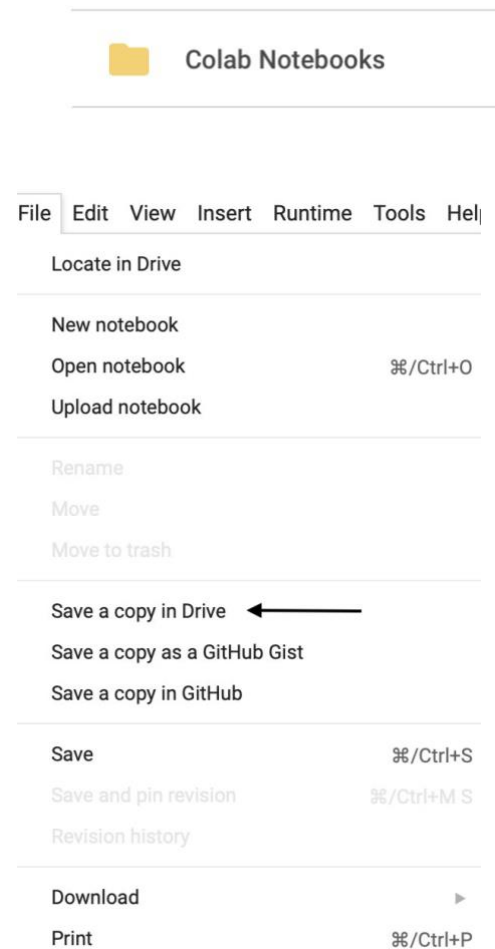 Colab Notebooks
File Edit View Insert Runtime Tools Hel
Locate in Drive
New notebook
Open notebook ⌘/Ctrl+O
Upload notebook
Rename
Move
Move to trash
Save a copy in Drive
Save a copy as a GitHub Gist
Save a copy in GitHub
Save ⌘/Ctrl+S
Save and pin revision ⌘/Ctrl+M S
Revision history
Download
Print ⌘/Ctrl+P